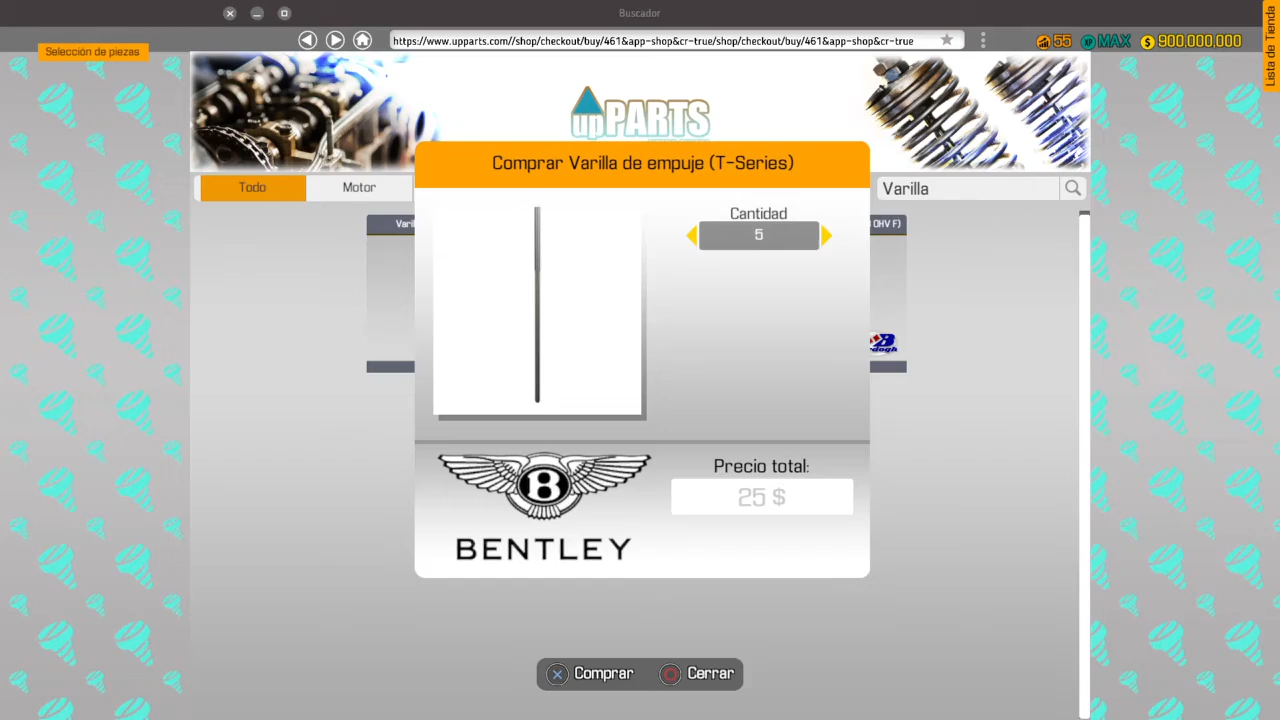 Buscador
https://www.upparts.com//shop/checkout/buy/461&app-shop&cr-true/shop/checkout/buy/461&app-shop&cr-true
55
XP MAX
$ 900,000,000
Lista de Tienda
Selección de piezas
upPARTS
Comprar Varilla de empuje (T-Series)
Todo
Motor
Varilla
Cantidad
5
OHV F)
B
Precio total:
25 $
BENTLEY
Comprar
Cerrar